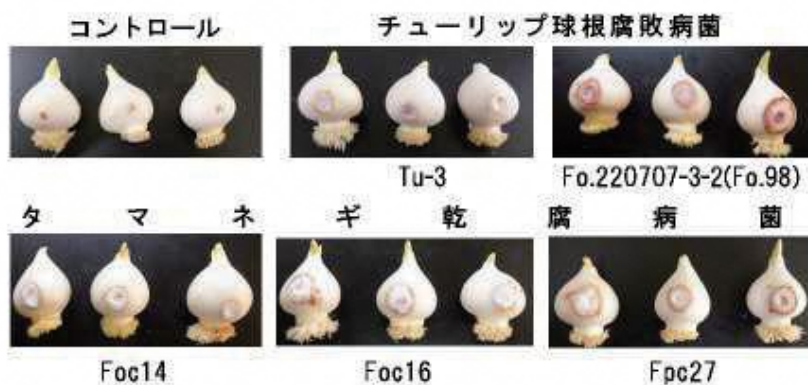 コントロール
チューリップ球根腐敗病菌
Tu-3
Fo.220707-3-2(Fo.98)
タマネギ乾腐病菌
Foc14
Foc16
Fpc27